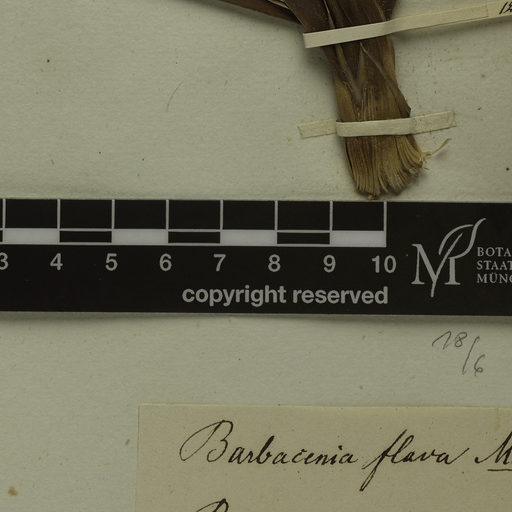 3 4 5 6 7 8 9 10
BOTA
STAAT
MÜNC
copyright reserved
18/6
Barbacenia flava M